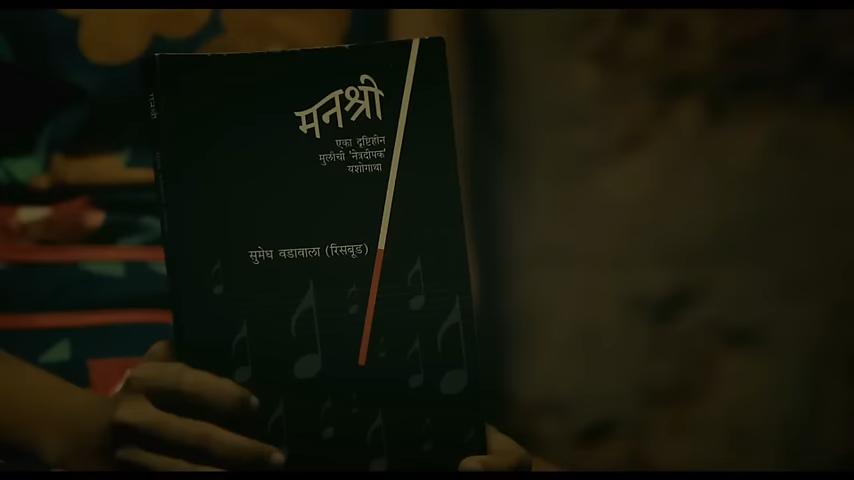 मनश्री
एका दृष्टिहीन
मुलीची 'नेत्रदीपक'
यशोगाथा
सुमेध वडावाला (रिसबूड)